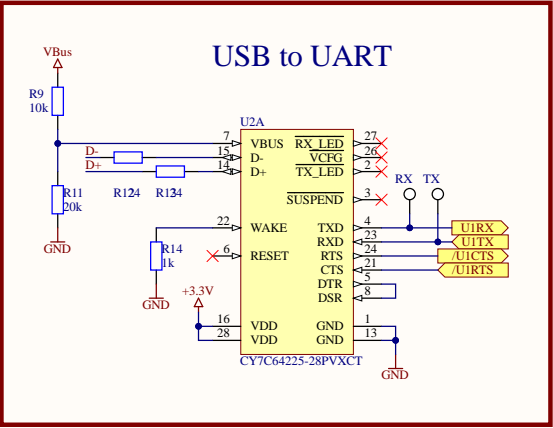 USB to UART
VBus
R9
10k
U2A
7 VBUS RX_LED 27
D- 15 D- VCFG 26
D+ 14 D+ TX_LED 2
R11
20k
GND
SUSPEND 3
RX TX
22 WAKE TXD 4 U1RX
RXD 23 U1TX
R14
1k
GND
6 RESET RTS 24 /U1CTS
CTS 21 /U1RTS
DTR 5
DSR 8
+3.3V
16 VDD GND 1
28 VDD GND 13
CY7C64225-28PVXCT
GND